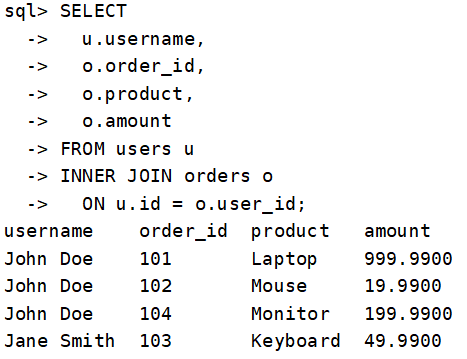 sql> SELECT
  ->   u.username,
  ->   o.order_id,
  ->   o.product,
  ->   o.amount
  -> FROM users u
  -> INNER JOIN orders o
  ->   ON u.id = o.user_id;
username    order_id  product   amount
John Doe    101       Laptop    999.9900
John Doe    102       Mouse     19.9900
John Doe    104       Monitor   199.9900
Jane Smith  103       Keyboard  49.9900